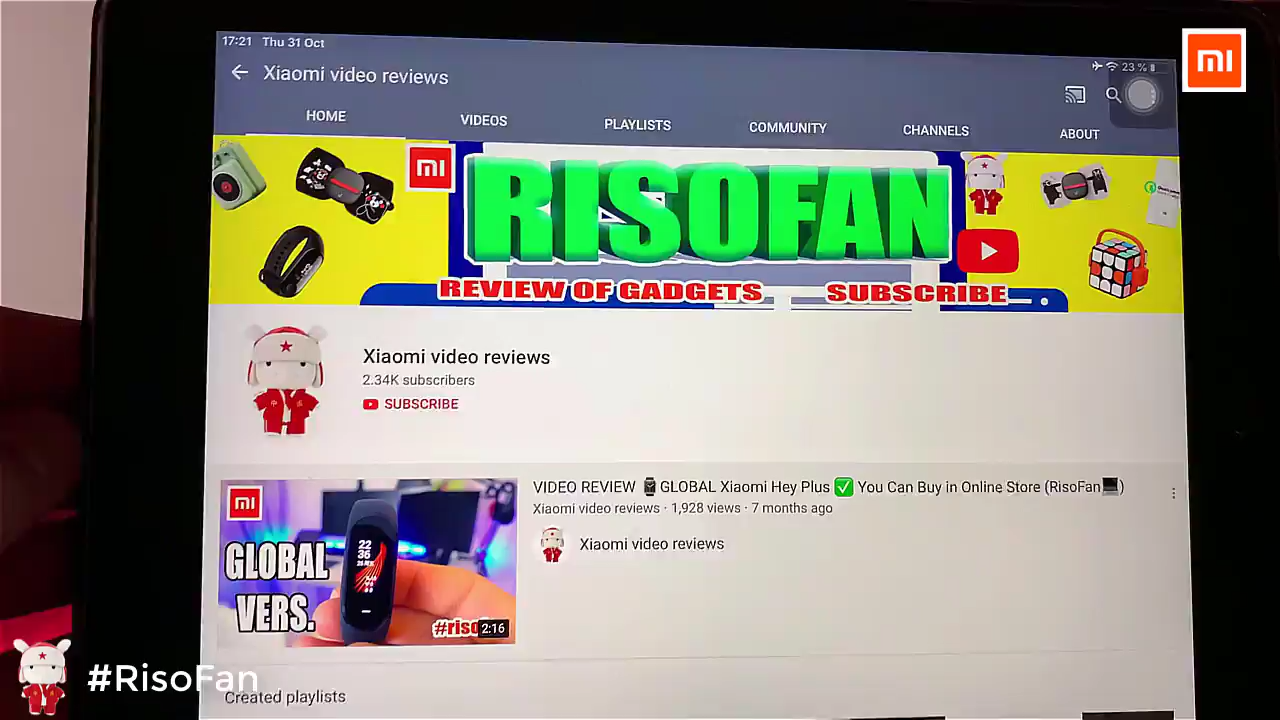 17:21 Thu 31 Oct
23 %
Xiaomi video reviews
HOME
VIDEOS
PLAYLISTS
COMMUNITY
CHANNELS
ABOUT
mi
mi
RISOFAN
REVIEW OF GADGETS
SUBSCRIBE
Xiaomi video reviews
2.34K subscribers
SUBSCRIBE
mi
GLOBAL
VERS.
22
36
#riso
2:16
VIDEO REVIEW ⌚ GLOBAL Xiaomi Hey Plus ✅ You Can Buy in Online Store (RisoFan💻)
Xiaomi video reviews · 1,928 views · 7 months ago
Xiaomi video reviews
Created playlists
#RisoFan